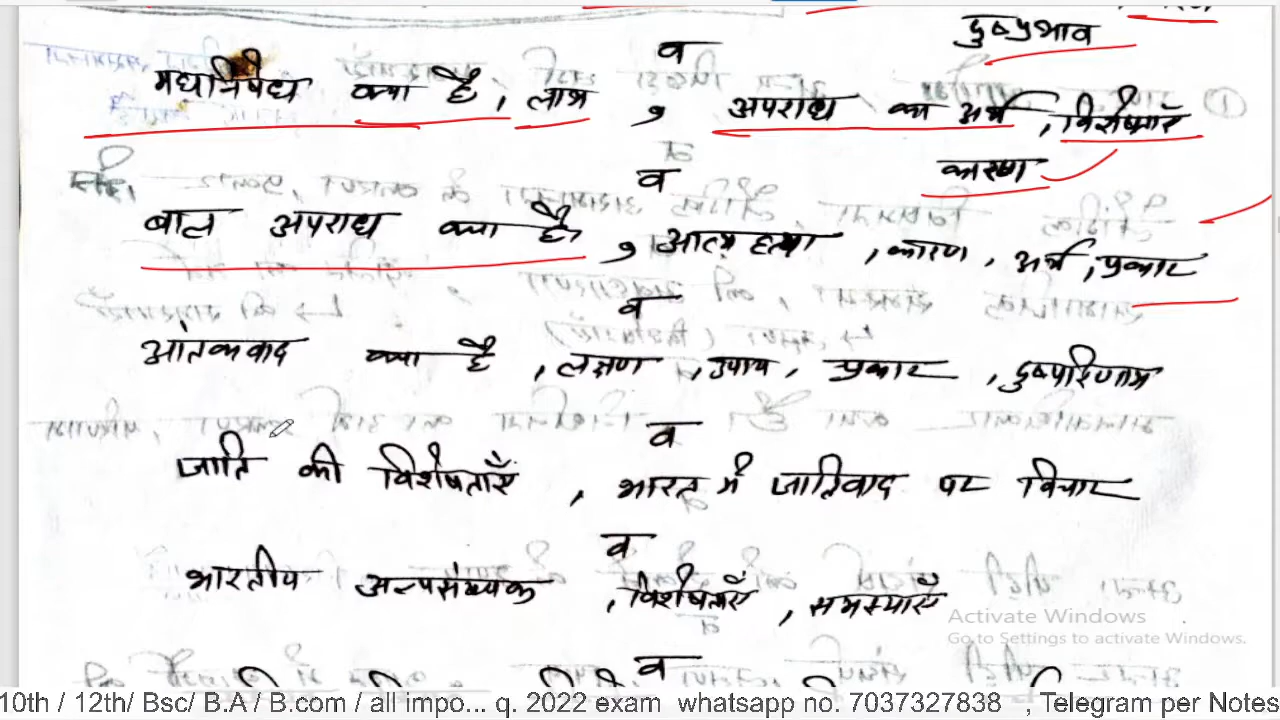 दुष्प्रभाव
व
मद्यनिषेध क्या है, लाभ, अपराध का अर्थ, विशेषताएँ
कारण
व
बाल अपराध क्या है, आत्महत्या, कारण, अर्थ, प्रकार
व
आंतकवाद क्या है, लक्षण, उपाय, प्रकार, दुष्परिणाम
व
जाति की विशेषताएँ, भारत में जातिवाद पर विचार
व
भारतीय अल्पसंख्यक, विशेषताएँ, समस्याएँ
व
Activate Windows
Go to Settings to activate Windows.
10th / 12th/ Bsc/ B.A / B.com / all impo... q. 2022 exam whatsapp no. 7037327838 , Telegram per Notes